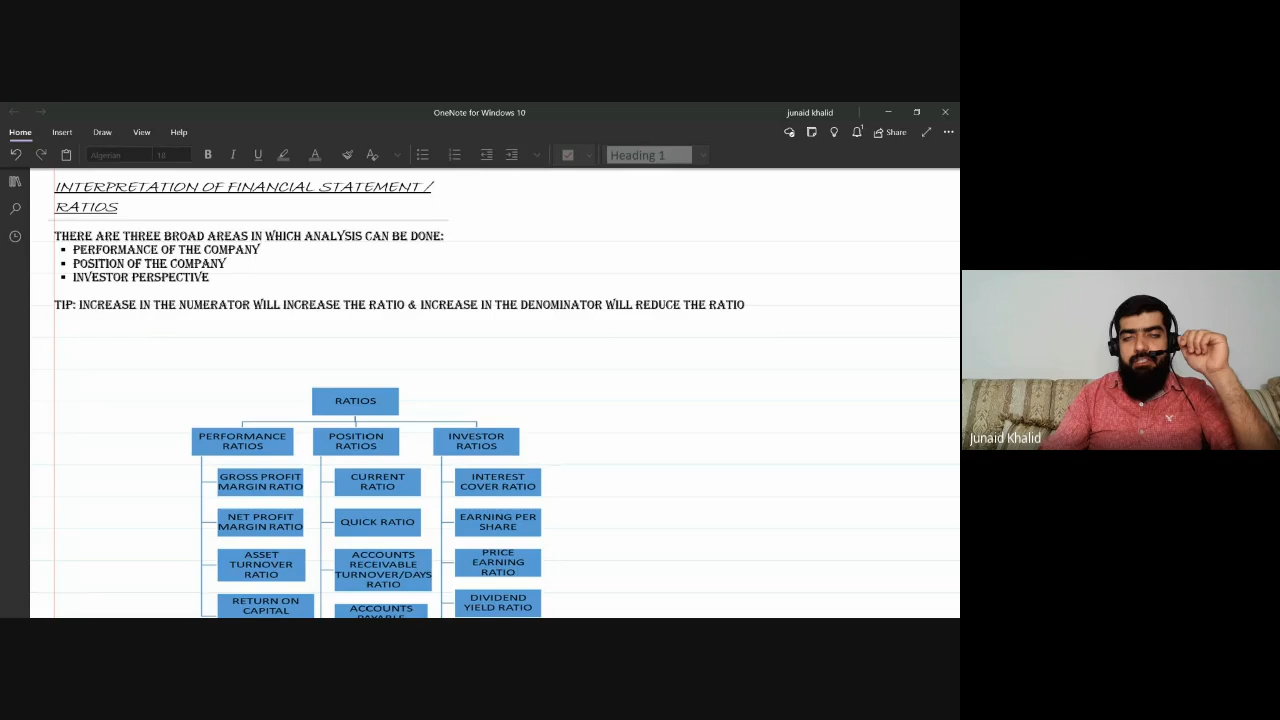 OneNote for Windows 10
junaid khalid
Home
Insert
Draw
View
Help
Share
Algerian
18
B
I
U
A
Heading 1
INTERPRETATION OF FINANCIAL STATEMENT /
RATIOS
THERE ARE THREE BROAD AREAS IN WHICH ANALYSIS CAN BE DONE:
PERFORMANCE OF THE COMPANY
POSITION OF THE COMPANY
INVESTOR PERSPECTIVE
TIP: INCREASE IN THE NUMERATOR WILL INCREASE THE RATIO & INCREASE IN THE DENOMINATOR WILL REDUCE THE RATIO
RATIOS
PERFORMANCE
RATIOS
POSITION
RATIOS
INVESTOR
RATIOS
GROSS PROFIT
MARGIN RATIO
CURRENT
RATIO
INTEREST
COVER RATIO
NET PROFIT
MARGIN RATIO
QUICK RATIO
EARNING PER
SHARE
ASSET
TURNOVER
RATIO
ACCOUNTS
RECEIVABLE
TURNOVER/DAYS
RATIO
PRICE
EARNING
RATIO
RETURN ON
CAPITAL
ACCOUNTS
PAYABLE
DIVIDEND
YIELD RATIO
Junaid Khalid